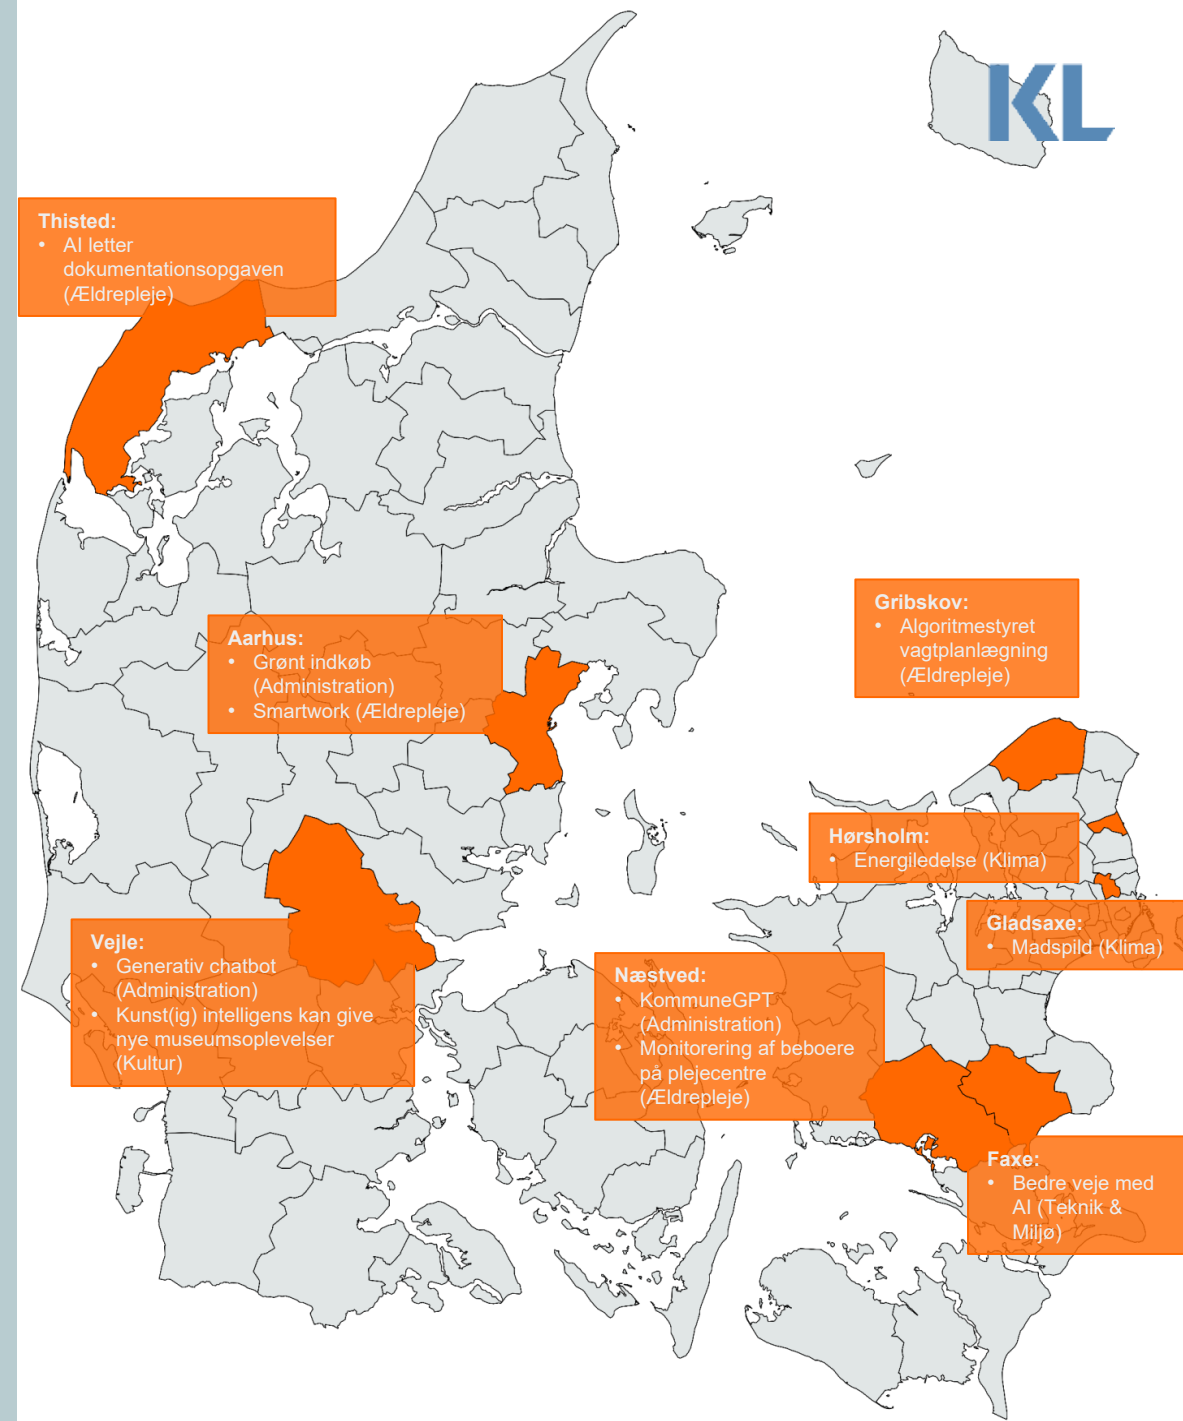 KL
Thisted:
• AI letter
dokumentationsopgaven
(Ældrepleje)
Gribskov:
• Algoritmestyret
vagtplanlægning
(Ældrepleje)
Aarhus:
• Grønt indkøb
(Administration)
• Smartwork (Ældrepleje)
Hørsholm:
• Energiledelse (Klima)
Gladsaxe:
• Madspild (Klima)
Vejle:
• Generativ chatbot
(Administration)
• Kunst(ig) intelligens kan give
nye museumsoplevelser
(Kultur)
Næstved:
• KommuneGPT
(Administration)
• Monitorering af beboere
på plejecentre
(Ældrepleje)
Faxe:
• Bedre veje med
AI (Teknik &
Miljø)